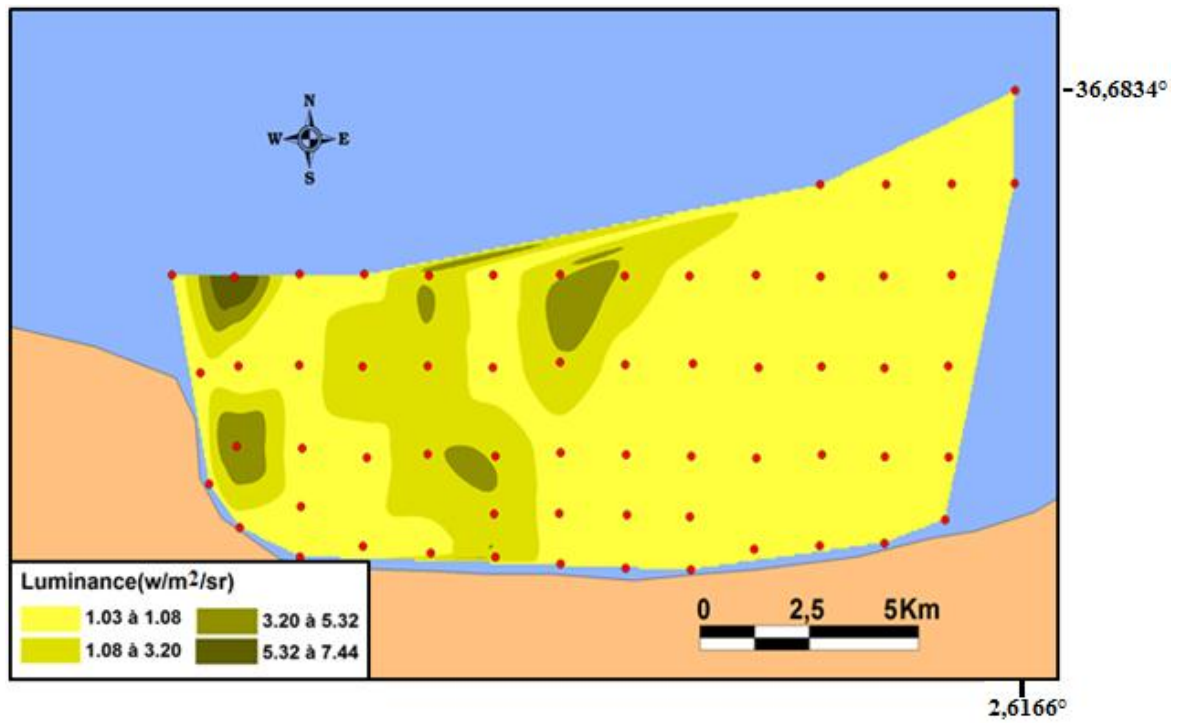 -36,6834°
N
W E
S
Luminance(w/m2/sr)
1.03 à 1.08
3.20 à 5.32
1.08 à 3.20
5.32 à 7.44
0 2,5 5Km
2,6166°